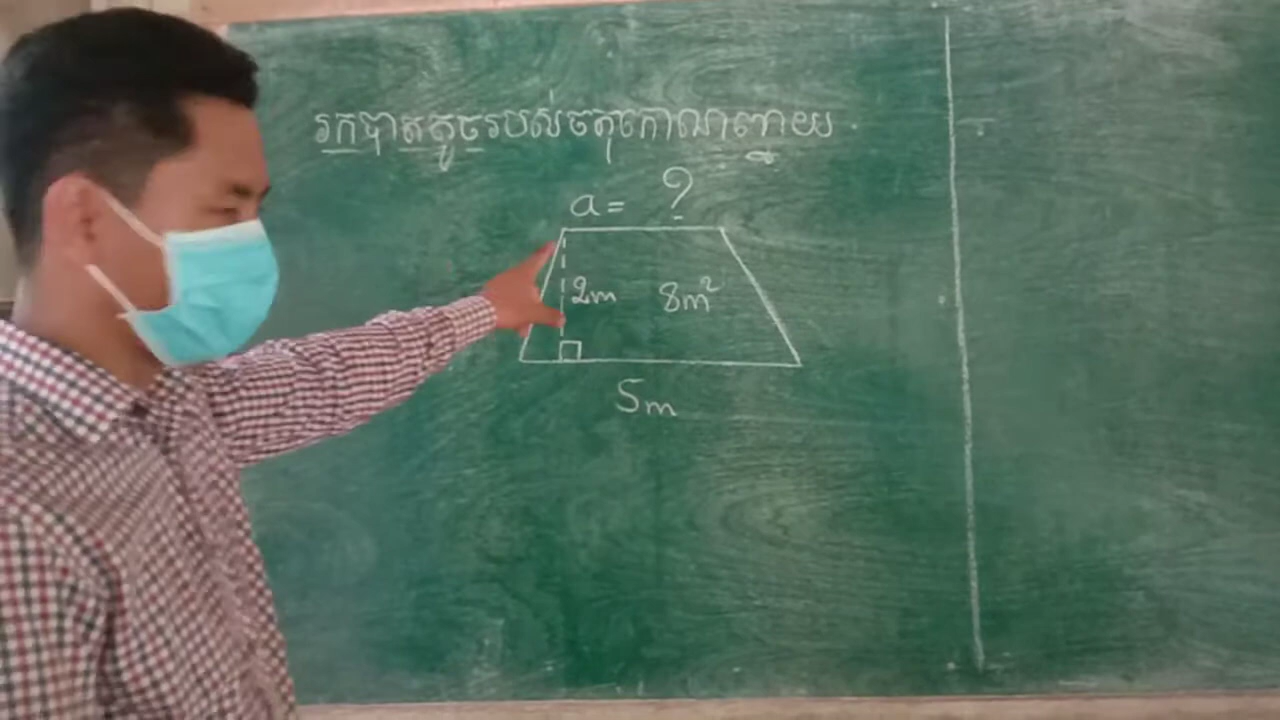 រកបាតតូចរបស់ចតុកោណព្នាយ .
a = ?
2m 8m²
5m